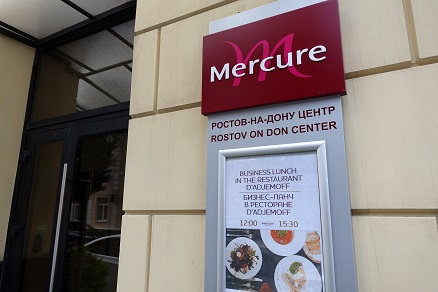 Mercure
РОСТОВ-НА-ДОНУ ЦЕНТР
ROSTOV ON DON CENTER
BUSINESS LUNCH
IN THE RESTAURANT
D'ADJEMOFF
БИЗНЕС-ЛАНЧ
В РЕСТОРАНЕ
D'ADJEMOFF
12:00 15:30